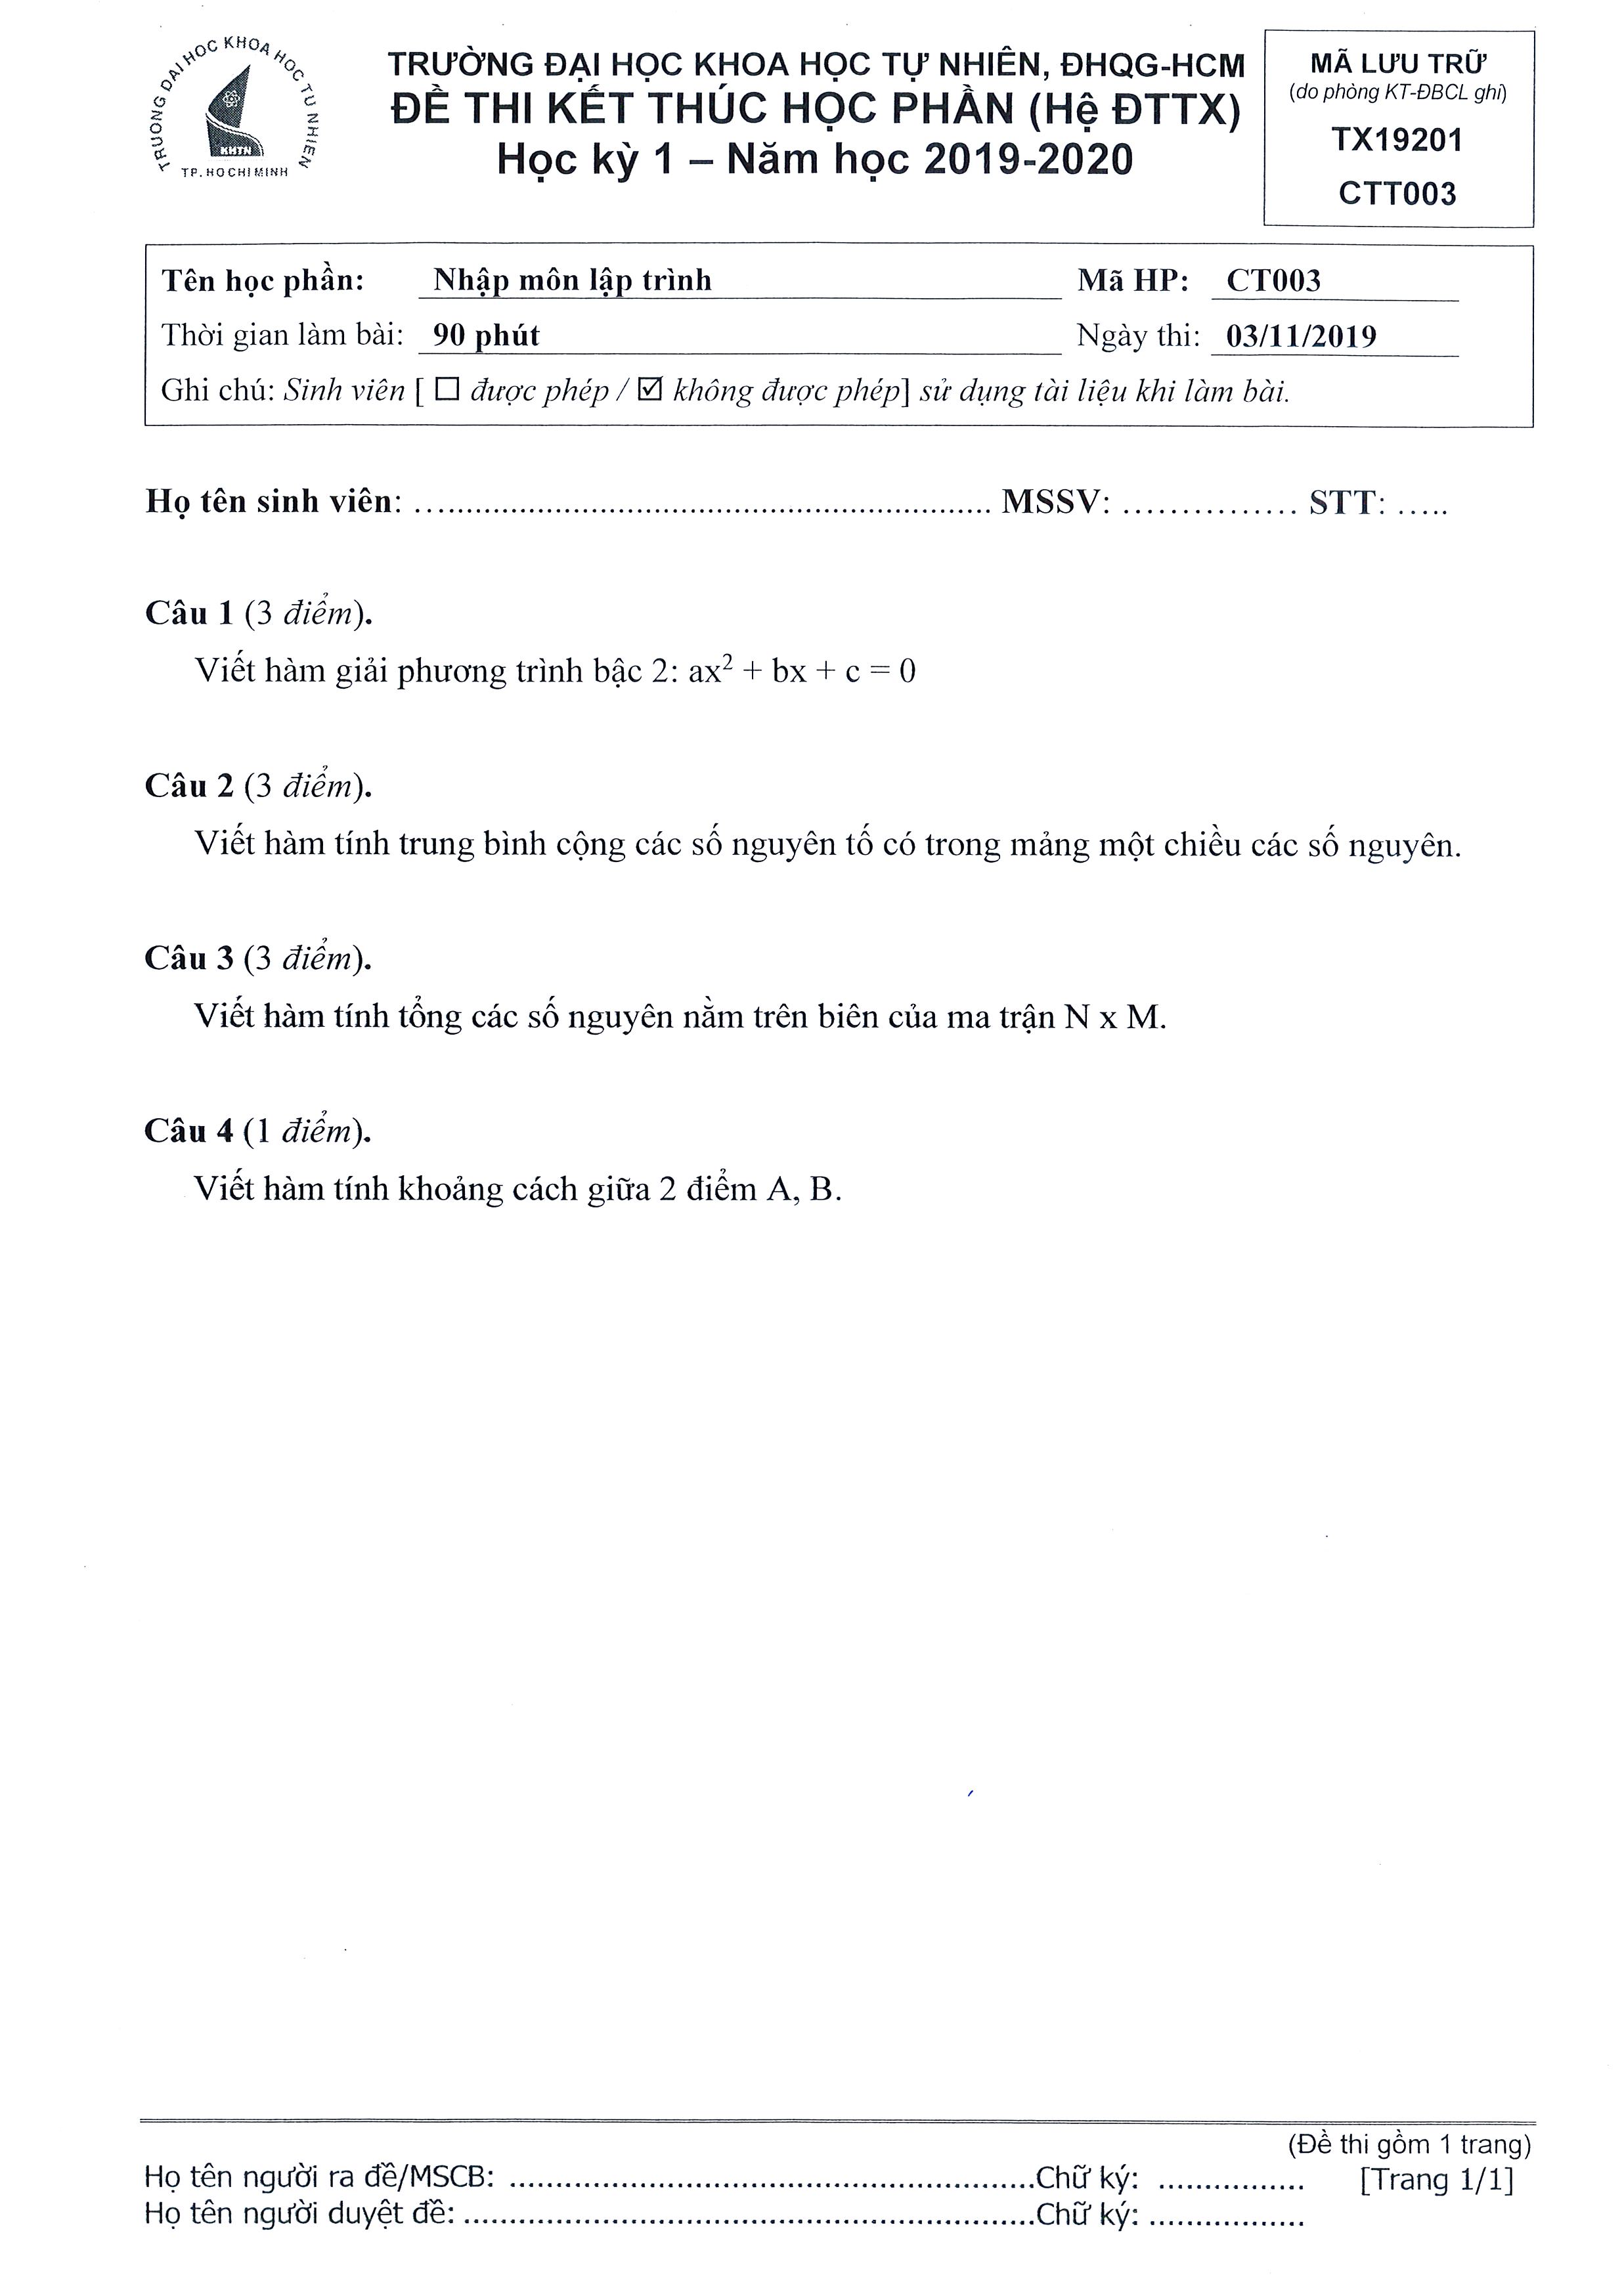 TRUONG DAI HOC KHOA HOC TU NHIEN
KHTN
TP. HO CHI MINH
TRƯỜNG ĐẠI HỌC KHOA HỌC TỰ NHIÊN, ĐHQG-HCM
ĐỀ THI KẾT THÚC HỌC PHẦN (Hệ ĐTTX)
Học kỳ 1 – Năm học 2019-2020
MÃ LƯU TRỮ
(do phòng KT-ĐBCL ghi)
TX19201
CTT003
Tên học phần: Nhập môn lập trình Mã HP: CT003
Thời gian làm bài: 90 phút Ngày thi: 03/11/2019
Ghi chú: Sinh viên [ ☐ được phép / ☑ không được phép] sử dụng tài liệu khi làm bài.
Họ tên sinh viên: ................................................................ MSSV: ............... STT: .....
Câu 1 (3 điểm).
Viết hàm giải phương trình bậc 2: ax² + bx + c = 0
Câu 2 (3 điểm).
Viết hàm tính trung bình cộng các số nguyên tố có trong mảng một chiều các số nguyên.
Câu 3 (3 điểm).
Viết hàm tính tổng các số nguyên nằm trên biên của ma trận N x M.
Câu 4 (1 điểm).
Viết hàm tính khoảng cách giữa 2 điểm A, B.
(Đề thi gồm 1 trang)
Họ tên người ra đề/MSCB: ..........................................................Chữ ký: ................ [Trang 1/1]
Họ tên người duyệt đề: ...............................................................Chữ ký: .................